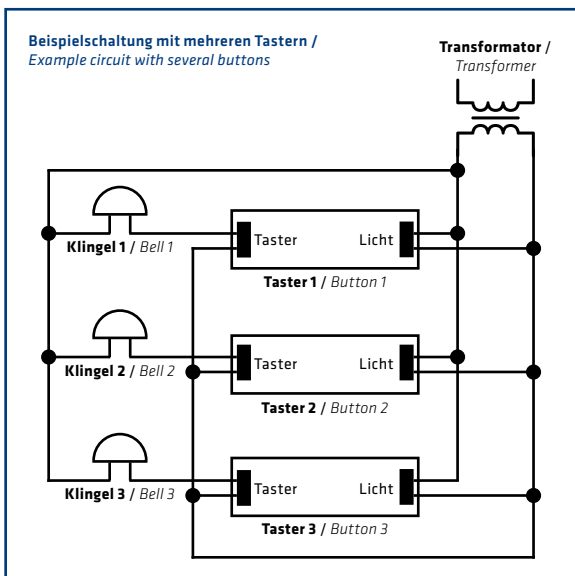 Beispielschaltung mit mehreren Tastern /
Example circuit with several buttons
Transformator /
Transformer
Klingel 1 / Bell 1
Taster Licht
Taster 1 / Button 1
Klingel 2 / Bell 2
Taster Licht
Taster 2 / Button 2
Klingel 3 / Bell 3
Taster Licht
Taster 3 / Button 3